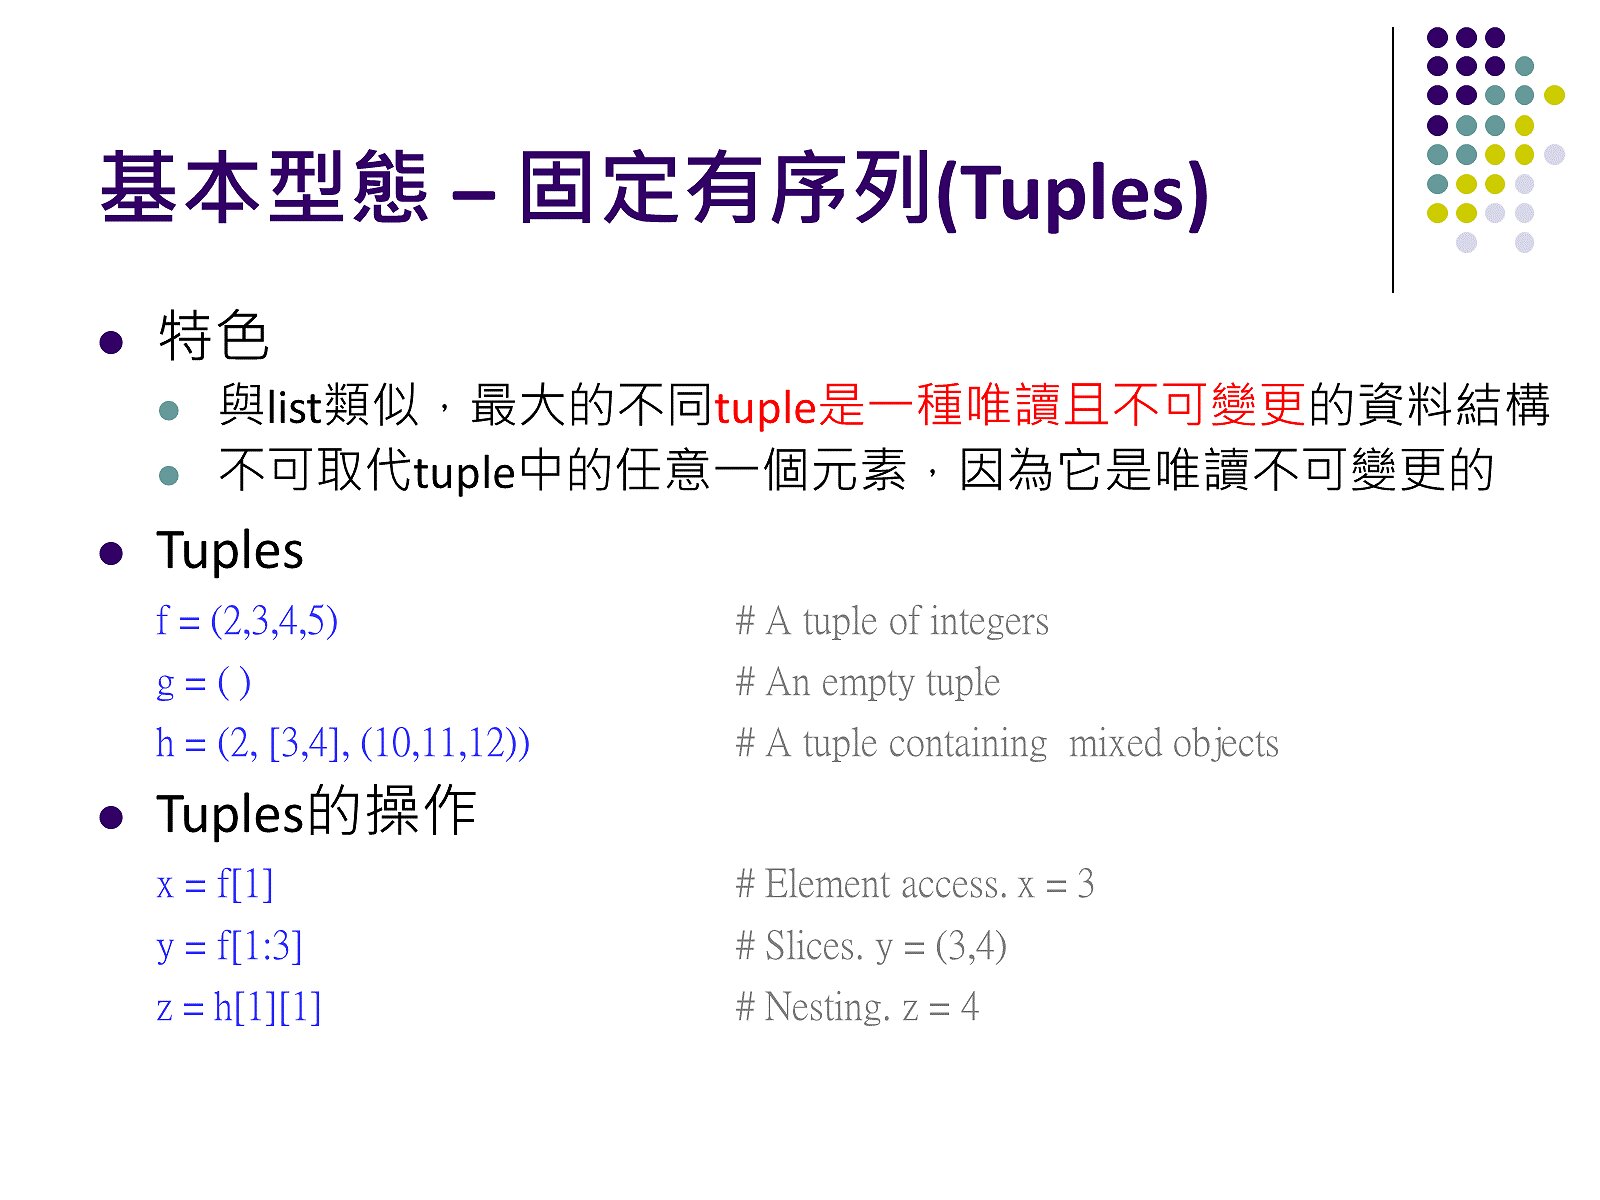 基本型態 – 固定有序列(Tuples)
特色
與list類似，最大的不同tuple是一種唯讀且不可變更的資料結構
不可取代tuple中的任意一個元素，因為它是唯讀不可變更的
Tuples
f = (2,3,4,5) # A tuple of integers
g = ( ) # An empty tuple
h = (2, [3,4], (10,11,12)) # A tuple containing  mixed objects
Tuples的操作
x = f[1] # Element access. x = 3
y = f[1:3] # Slices. y = (3,4)
z = h[1][1] # Nesting. z = 4